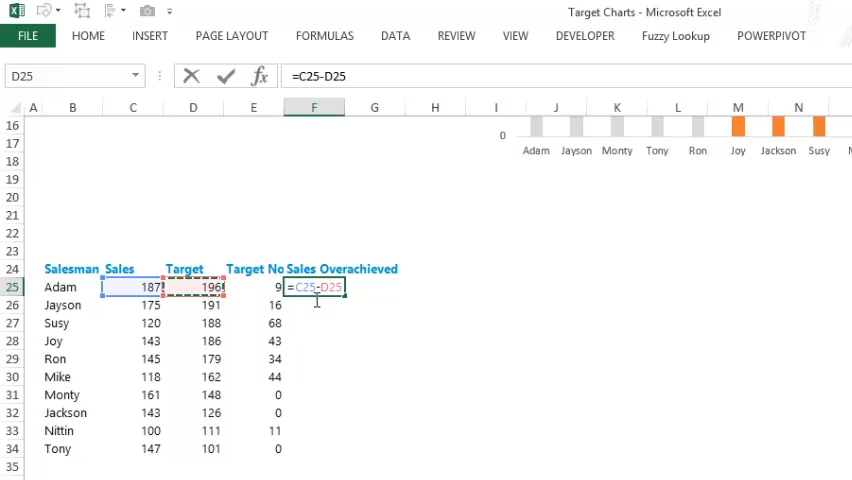 Target Charts - Microsoft Excel
FILE HOME INSERT PAGE LAYOUT FORMULAS DATA REVIEW VIEW DEVELOPER Fuzzy Lookup POWERPIVOT
D25 fx =C25-D25
A B C D E F G H I J K L M N
16 0
17 Adam Jayson Monty Tony Ron Joy Jackson Susy
18
19
20
21
22
23
24 Salesman Sales Target Target No Sales Overachieved
25 Adam 187 196 9 =C25-D25
26 Jayson 175 191 16
27 Susy 120 188 68
28 Joy 143 186 43
29 Ron 145 179 34
30 Mike 118 162 44
31 Monty 161 148 0
32 Jackson 143 126 0
33 Nittin 100 111 11
34 Tony 147 101 0
35